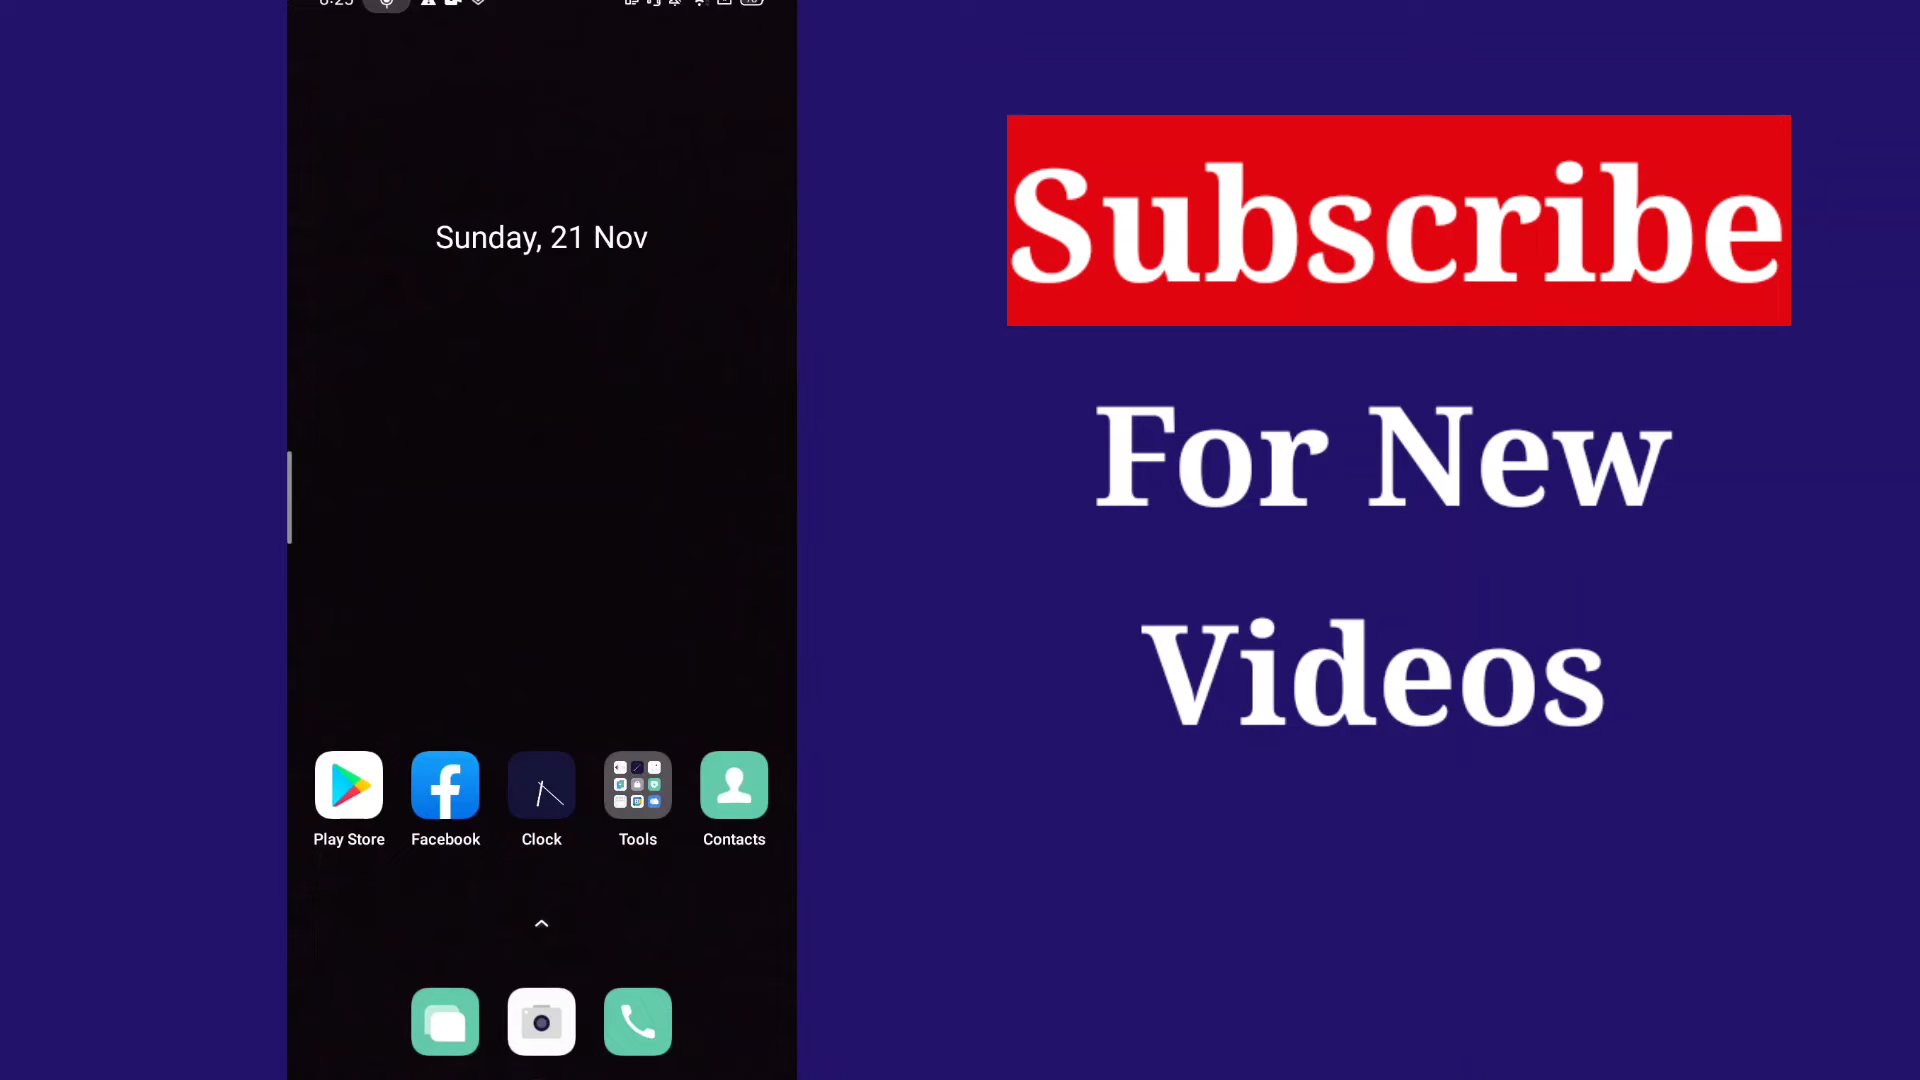 Sunday, 21 Nov
Play Store
Facebook
Clock
Tools
Contacts
Subscribe
For New
Videos